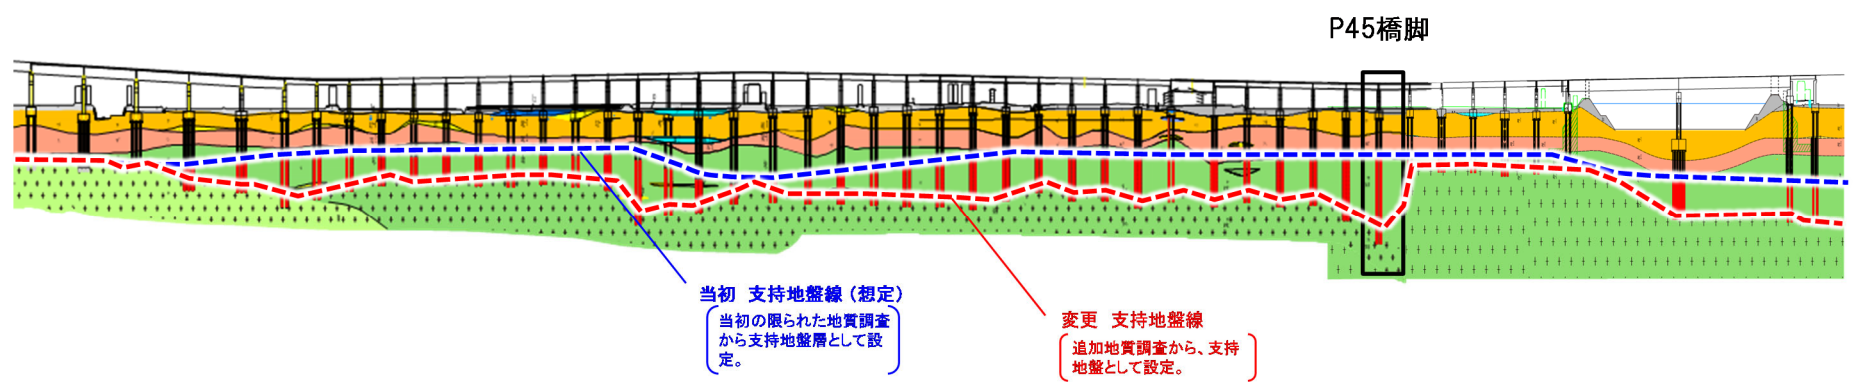 P45橋脚
当初 支持地盤線（想定）
当初の限られた地質調査
から支持地盤層として設
定。
変更 支持地盤線
追加地質調査から、支持
地盤として設定。